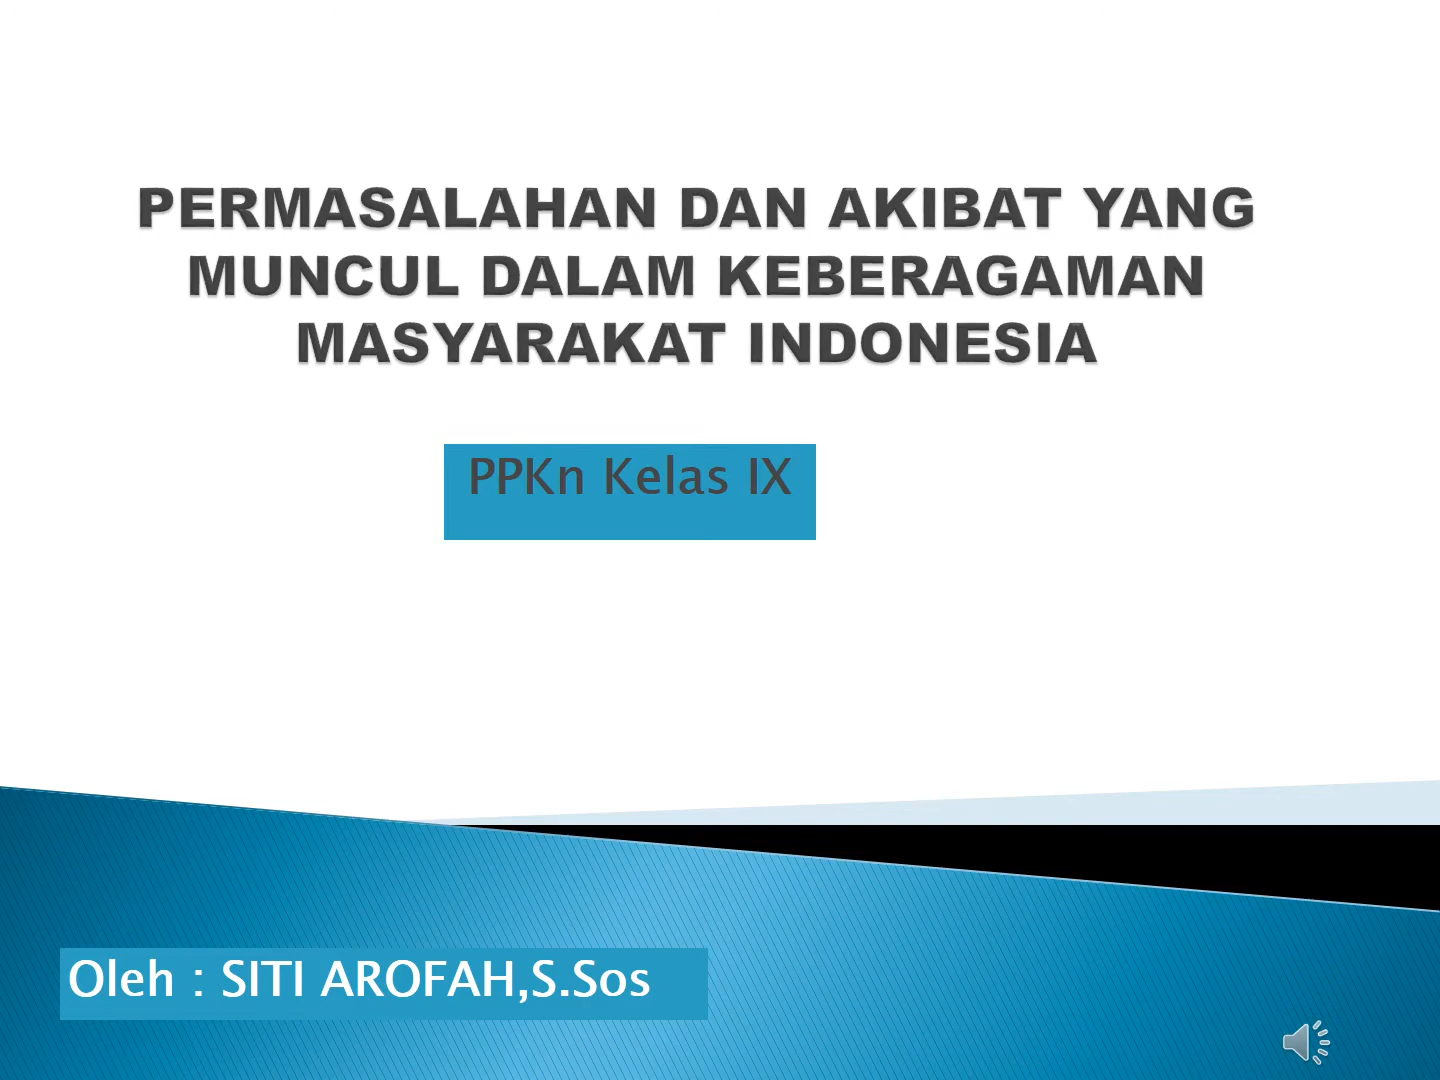 PERMASALAHAN DAN AKIBAT YANG
MUNCUL DALAM KEBERAGAMAN
MASYARAKAT INDONESIA
PPKn Kelas IX
Oleh : SITI AROFAH,S.Sos